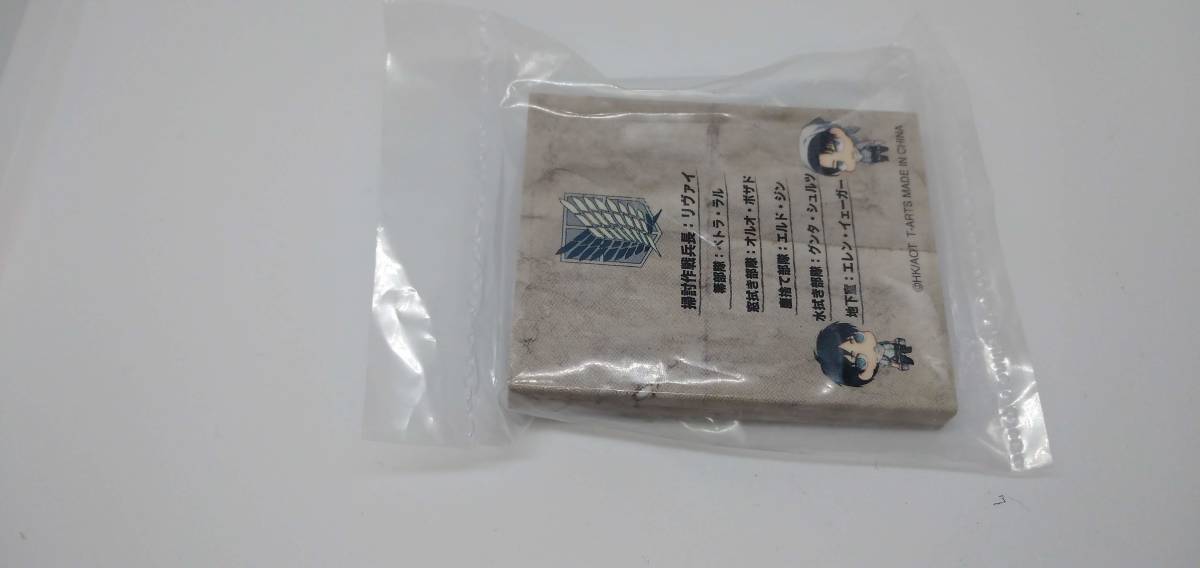 掃討作戦兵長：リヴァイ
箒部隊：ペトラ・ラル
窓拭き部隊：オルオ・ボザド
塵捨て部隊：エルド・ジン
水拭き部隊：グンタ・シュルツ
地下室：エレン・イェーガー
©HK/AOT T-ARTS MADE IN CHINA